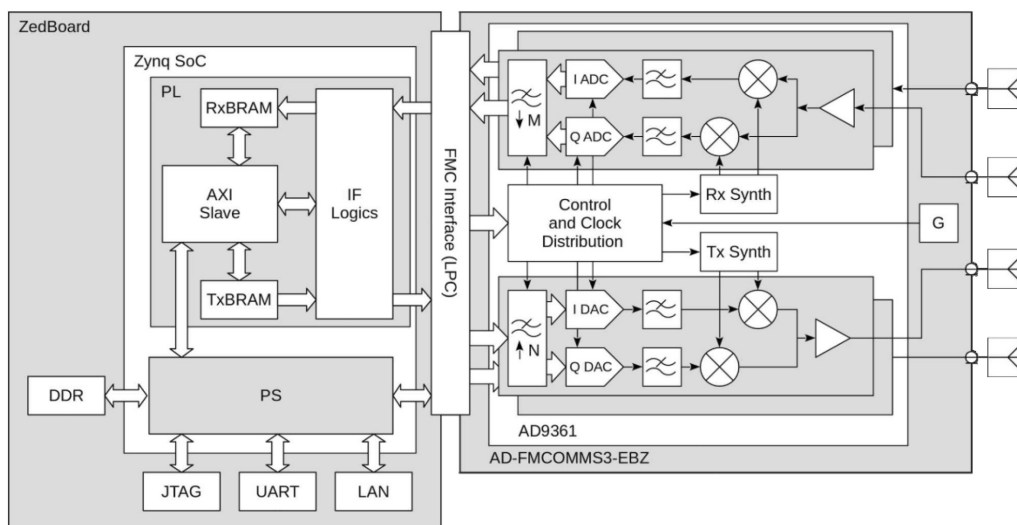 ZedBoard
Zynq SoC
PL
RxBRAM
AXI
Slave
IF
Logics
TxBRAM
PS
DDR
JTAG
UART
LAN
FMC Interface (LPC)
M
I ADC
Q ADC
Rx Synth
Control
and Clock
Distribution
G
Tx Synth
N
I DAC
Q DAC
AD9361
AD-FMCOMMS3-EBZ